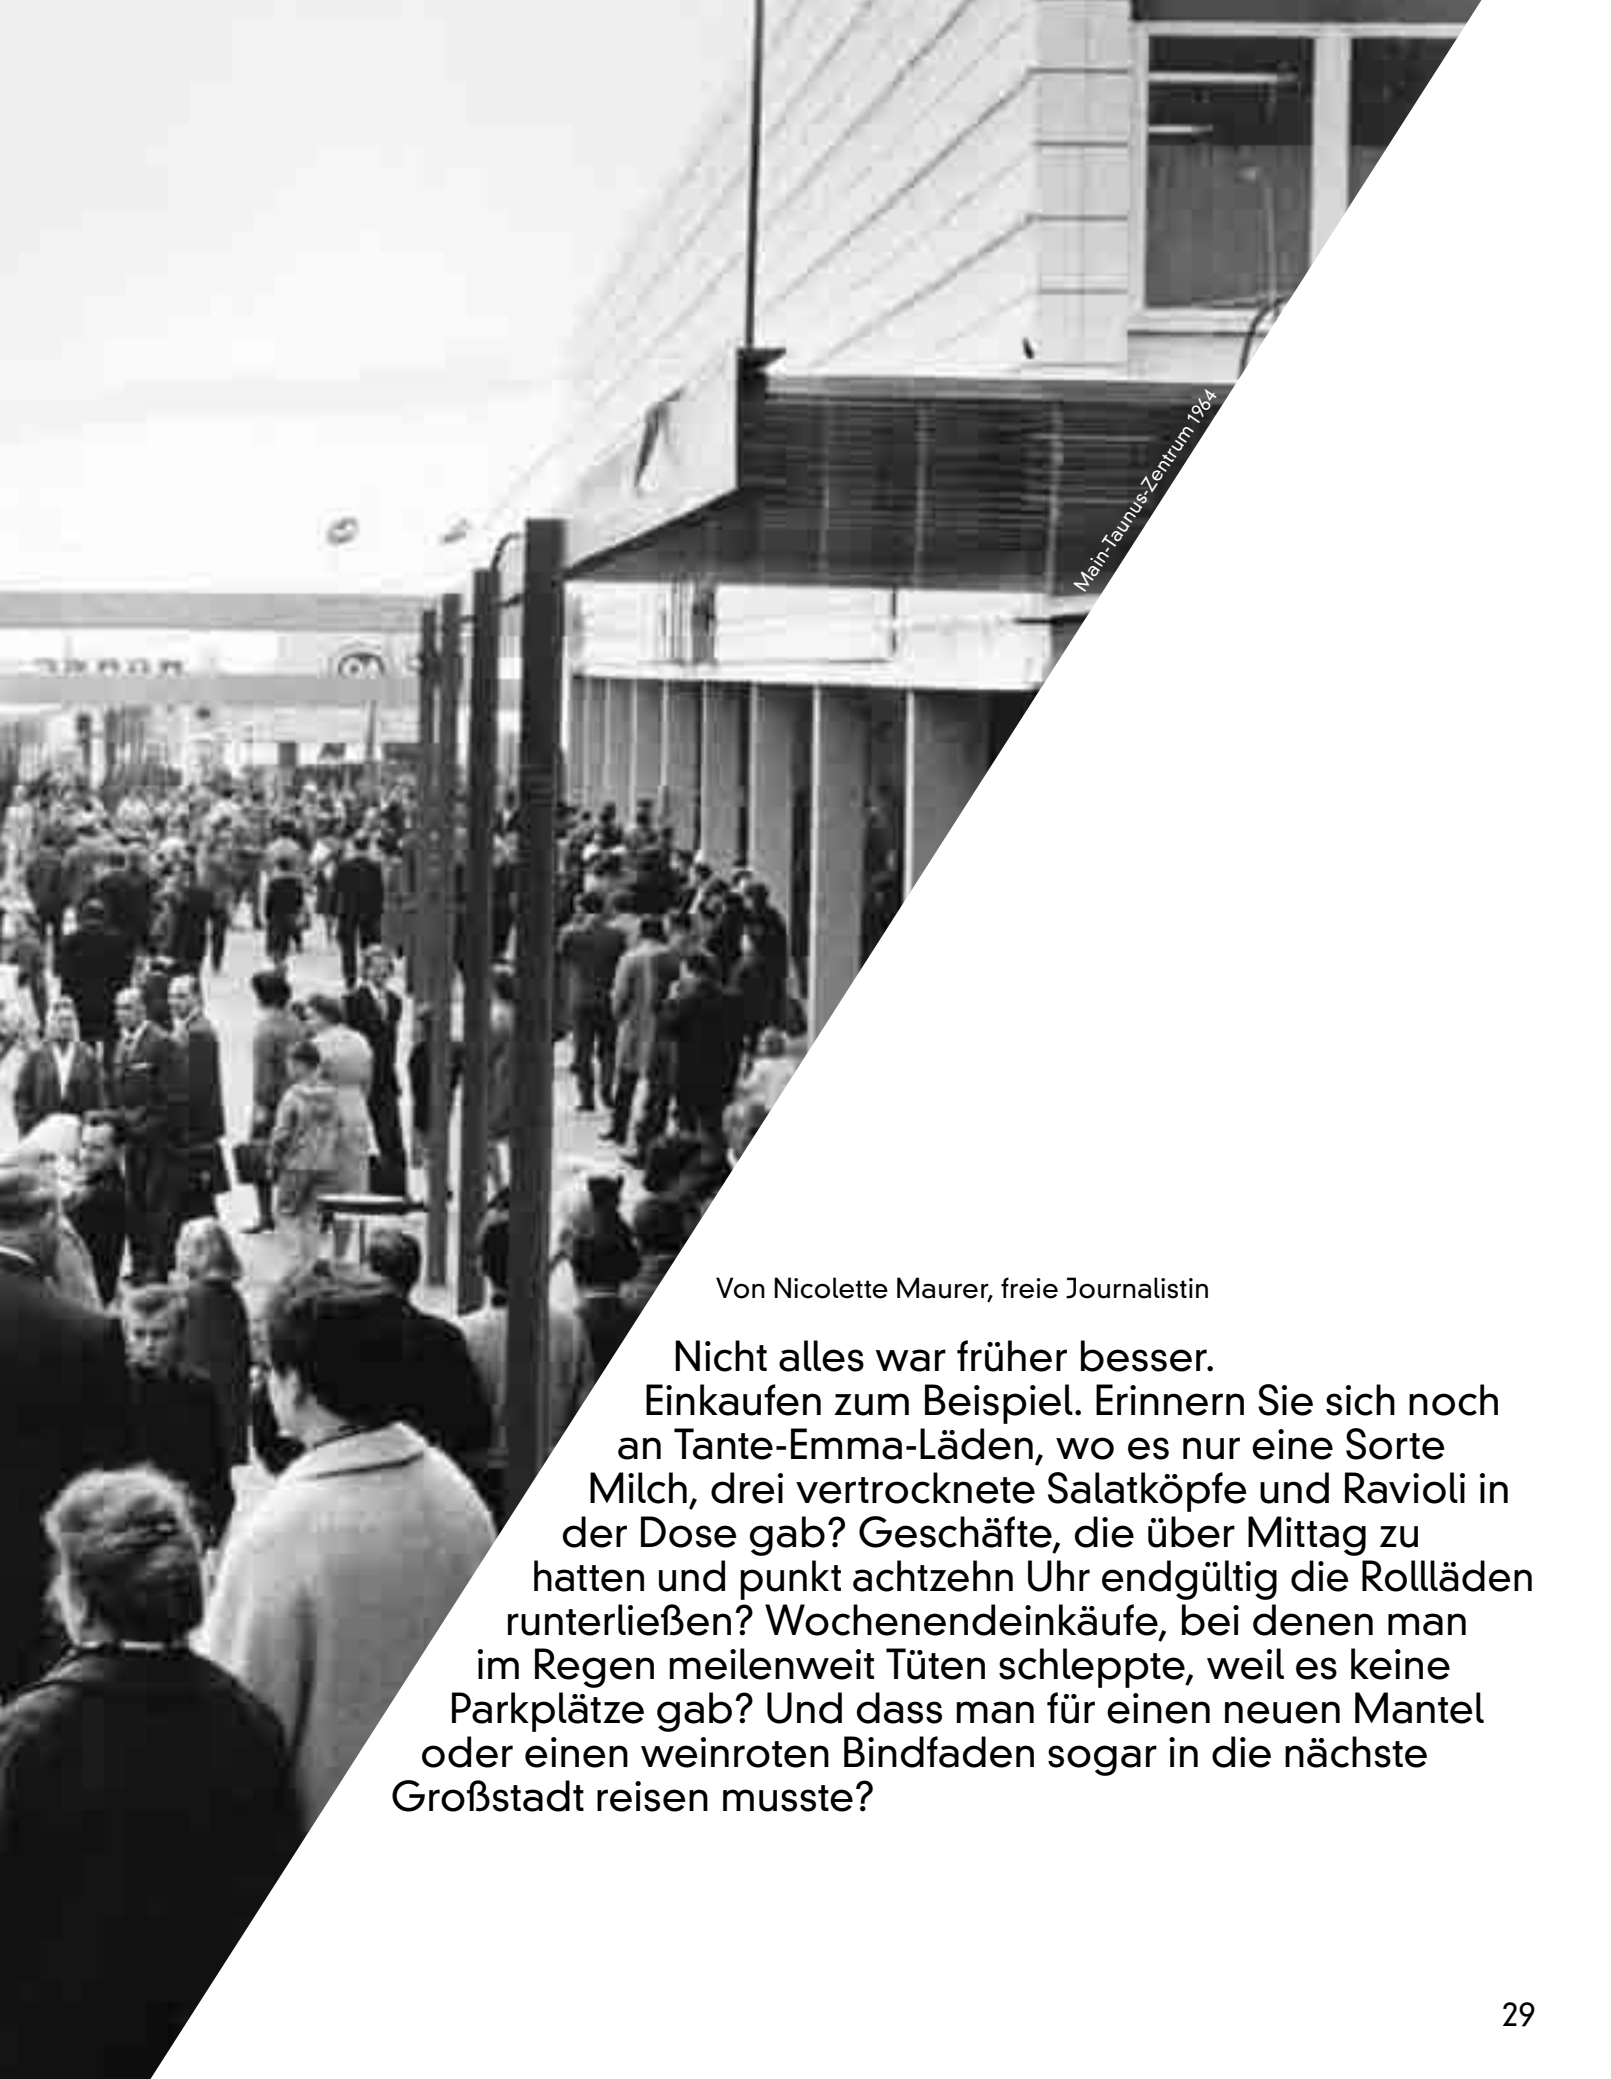 Main-Taunus-Zentrum 1964
Von Nicolette Maurer, freie Journalistin
Nicht alles war früher besser.
Einkaufen zum Beispiel. Erinnern Sie sich noch
an Tante-Emma-Läden, wo es nur eine Sorte
Milch, drei vertrocknete Salatköpfe und Ravioli in
der Dose gab? Geschäfte, die über Mittag zu
hatten und punkt achtzehn Uhr endgültig die Rollläden
runterließen? Wochenendeinkäufe, bei denen man
im Regen meilenweit Tüten schleppte, weil es keine
Parkplätze gab? Und dass man für einen neuen Mantel
oder einen weinroten Bindfaden sogar in die nächste
Großstadt reisen musste?
29